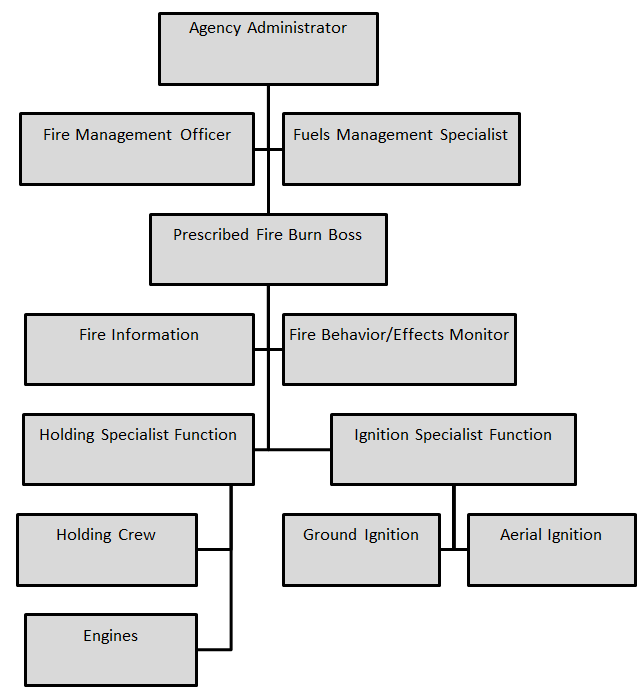 Agency Administrator
Fire Management Officer
Fuels Management Specialist
Prescribed Fire Burn Boss
Fire Information
Fire Behavior/Effects Monitor
Holding Specialist Function
Ignition Specialist Function
Holding Crew
Ground Ignition
Aerial Ignition
Engines